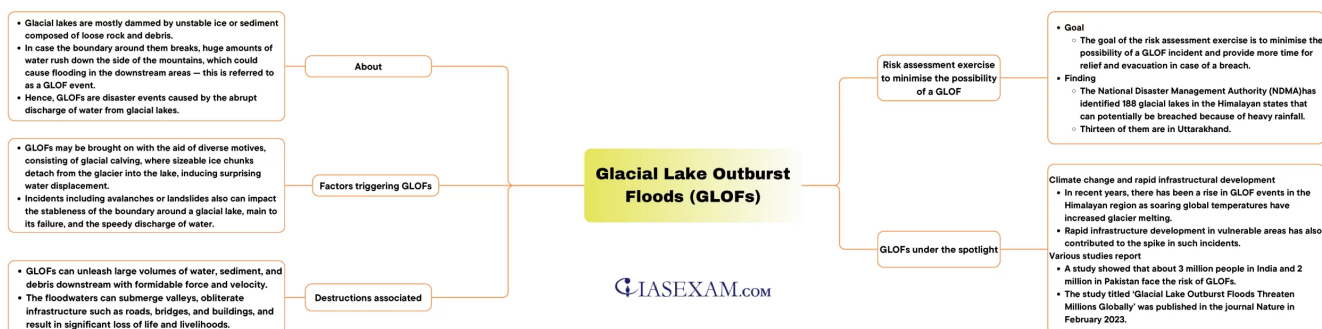 • Glacial lakes are mostly dammed by unstable ice or sediment
composed of loose rock and debris.
• In case the boundary around them breaks, huge amounts of
water rush down the side of the mountains, which could
cause flooding in the downstream areas — this is referred to
as a GLOF event.
• Hence, GLOFs are disaster events caused by the abrupt
discharge of water from glacial lakes.
About
• GLOFs may be brought on with the aid of diverse motives,
consisting of glacial calving, where sizeable ice chunks
detach from the glacier into the lake, inducing surprising
water displacement.
• Incidents including avalanches or landslides also can impact
the stableness of the boundary around a glacial lake, main to
its failure, and the speedy discharge of water.
Factors triggering GLOFs
• GLOFs can unleash large volumes of water, sediment, and
debris downstream with formidable force and velocity.
• The floodwaters can submerge valleys, obliterate
infrastructure such as roads, bridges, and buildings, and
result in significant loss of life and livelihoods.
Destructions associated
Glacial Lake Outburst
Floods (GLOFs)
IASEXAM.COM
Risk assessment exercise
to minimise the possibility
of a GLOF
• Goal
○ The goal of the risk assessment exercise is to minimise the
possibility of a GLOF incident and provide more time for
relief and evacuation in case of a breach.
• Finding
○ The National Disaster Management Authority (NDMA)has
identified 188 glacial lakes in the Himalayan states that
can potentially be breached because of heavy rainfall.
○ Thirteen of them are in Uttarakhand.
GLOFs under the spotlight
Climate change and rapid infrastructural development
• In recent years, there has been a rise in GLOF events in the
Himalayan region as soaring global temperatures have
increased glacier melting.
• Rapid infrastructure development in vulnerable areas has also
contributed to the spike in such incidents.
Various studies report
• A study showed that about 3 million people in India and 2
million in Pakistan face the risk of GLOFs.
• The study titled ‘Glacial Lake Outburst Floods Threaten
Millions Globally’ was published in the journal Nature in
February 2023.